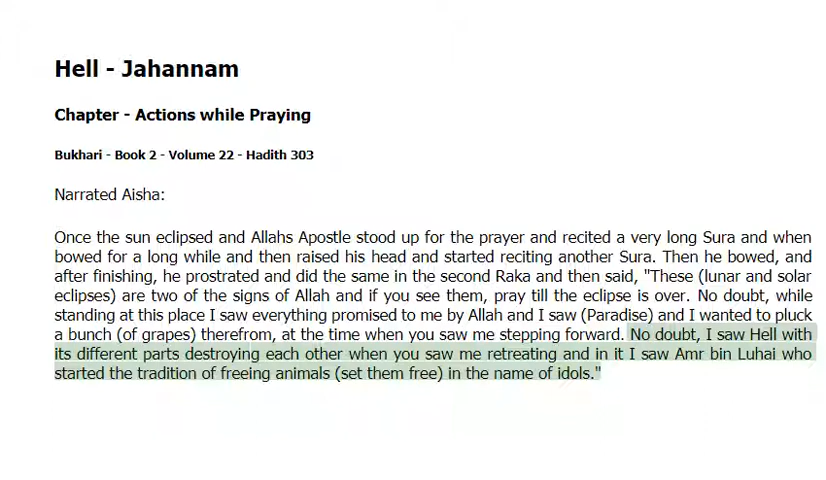 Hell - Jahannam
Chapter - Actions while Praying
Bukhari - Book 2 - Volume 22 - Hadith 303
Narrated Aisha:
Once the sun eclipsed and Allahs Apostle stood up for the prayer and recited a very long Sura and when
bowed for a long while and then raised his head and started reciting another Sura. Then he bowed, and
after finishing, he prostrated and did the same in the second Raka and then said, "These (lunar and solar
eclipses) are two of the signs of Allah and if you see them, pray till the eclipse is over. No doubt, while
standing at this place I saw everything promised to me by Allah and I saw (Paradise) and I wanted to pluck
a bunch (of grapes) therefrom, at the time when you saw me stepping forward. No doubt, I saw Hell with
its different parts destroying each other when you saw me retreating and in it I saw Amr bin Luhai who
started the tradition of freeing animals (set them free) in the name of idols."